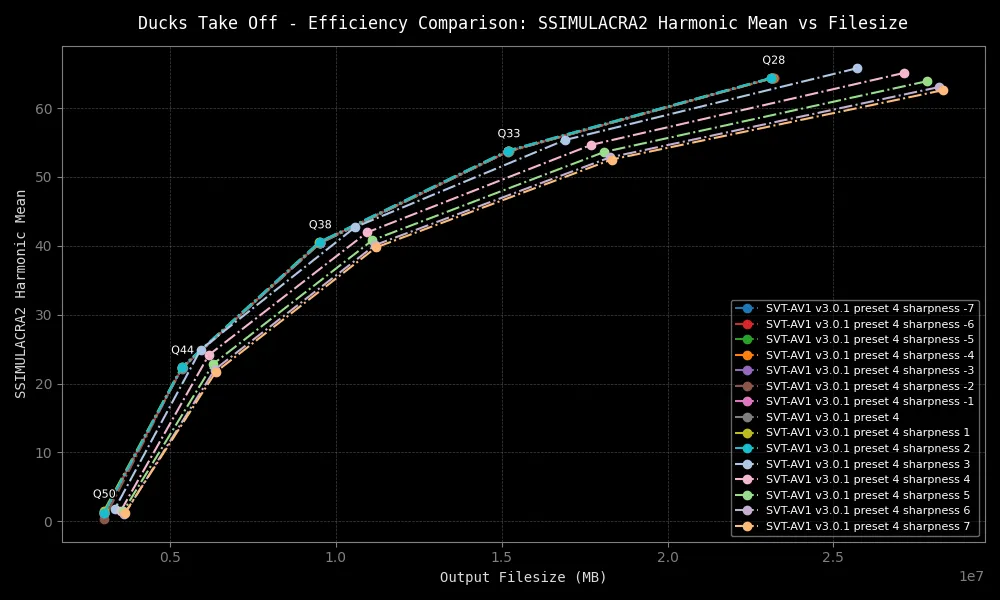 Ducks Take Off - Efficiency Comparison: SSIMULACRA2 Harmonic Mean vs Filesize
SSIMULACRA2 Harmonic Mean
60
50
40
30
20
10
0
Q28
Q33
Q38
Q44
Q50
SVT-AV1 v3.0.1 preset 4 sharpness -7
SVT-AV1 v3.0.1 preset 4 sharpness -6
SVT-AV1 v3.0.1 preset 4 sharpness -5
SVT-AV1 v3.0.1 preset 4 sharpness -4
SVT-AV1 v3.0.1 preset 4 sharpness -3
SVT-AV1 v3.0.1 preset 4 sharpness -2
SVT-AV1 v3.0.1 preset 4 sharpness -1
SVT-AV1 v3.0.1 preset 4
SVT-AV1 v3.0.1 preset 4 sharpness 1
SVT-AV1 v3.0.1 preset 4 sharpness 2
SVT-AV1 v3.0.1 preset 4 sharpness 3
SVT-AV1 v3.0.1 preset 4 sharpness 4
SVT-AV1 v3.0.1 preset 4 sharpness 5
SVT-AV1 v3.0.1 preset 4 sharpness 6
SVT-AV1 v3.0.1 preset 4 sharpness 7
0.5 1.0 1.5 2.0 2.5
1e7
Output Filesize (MB)